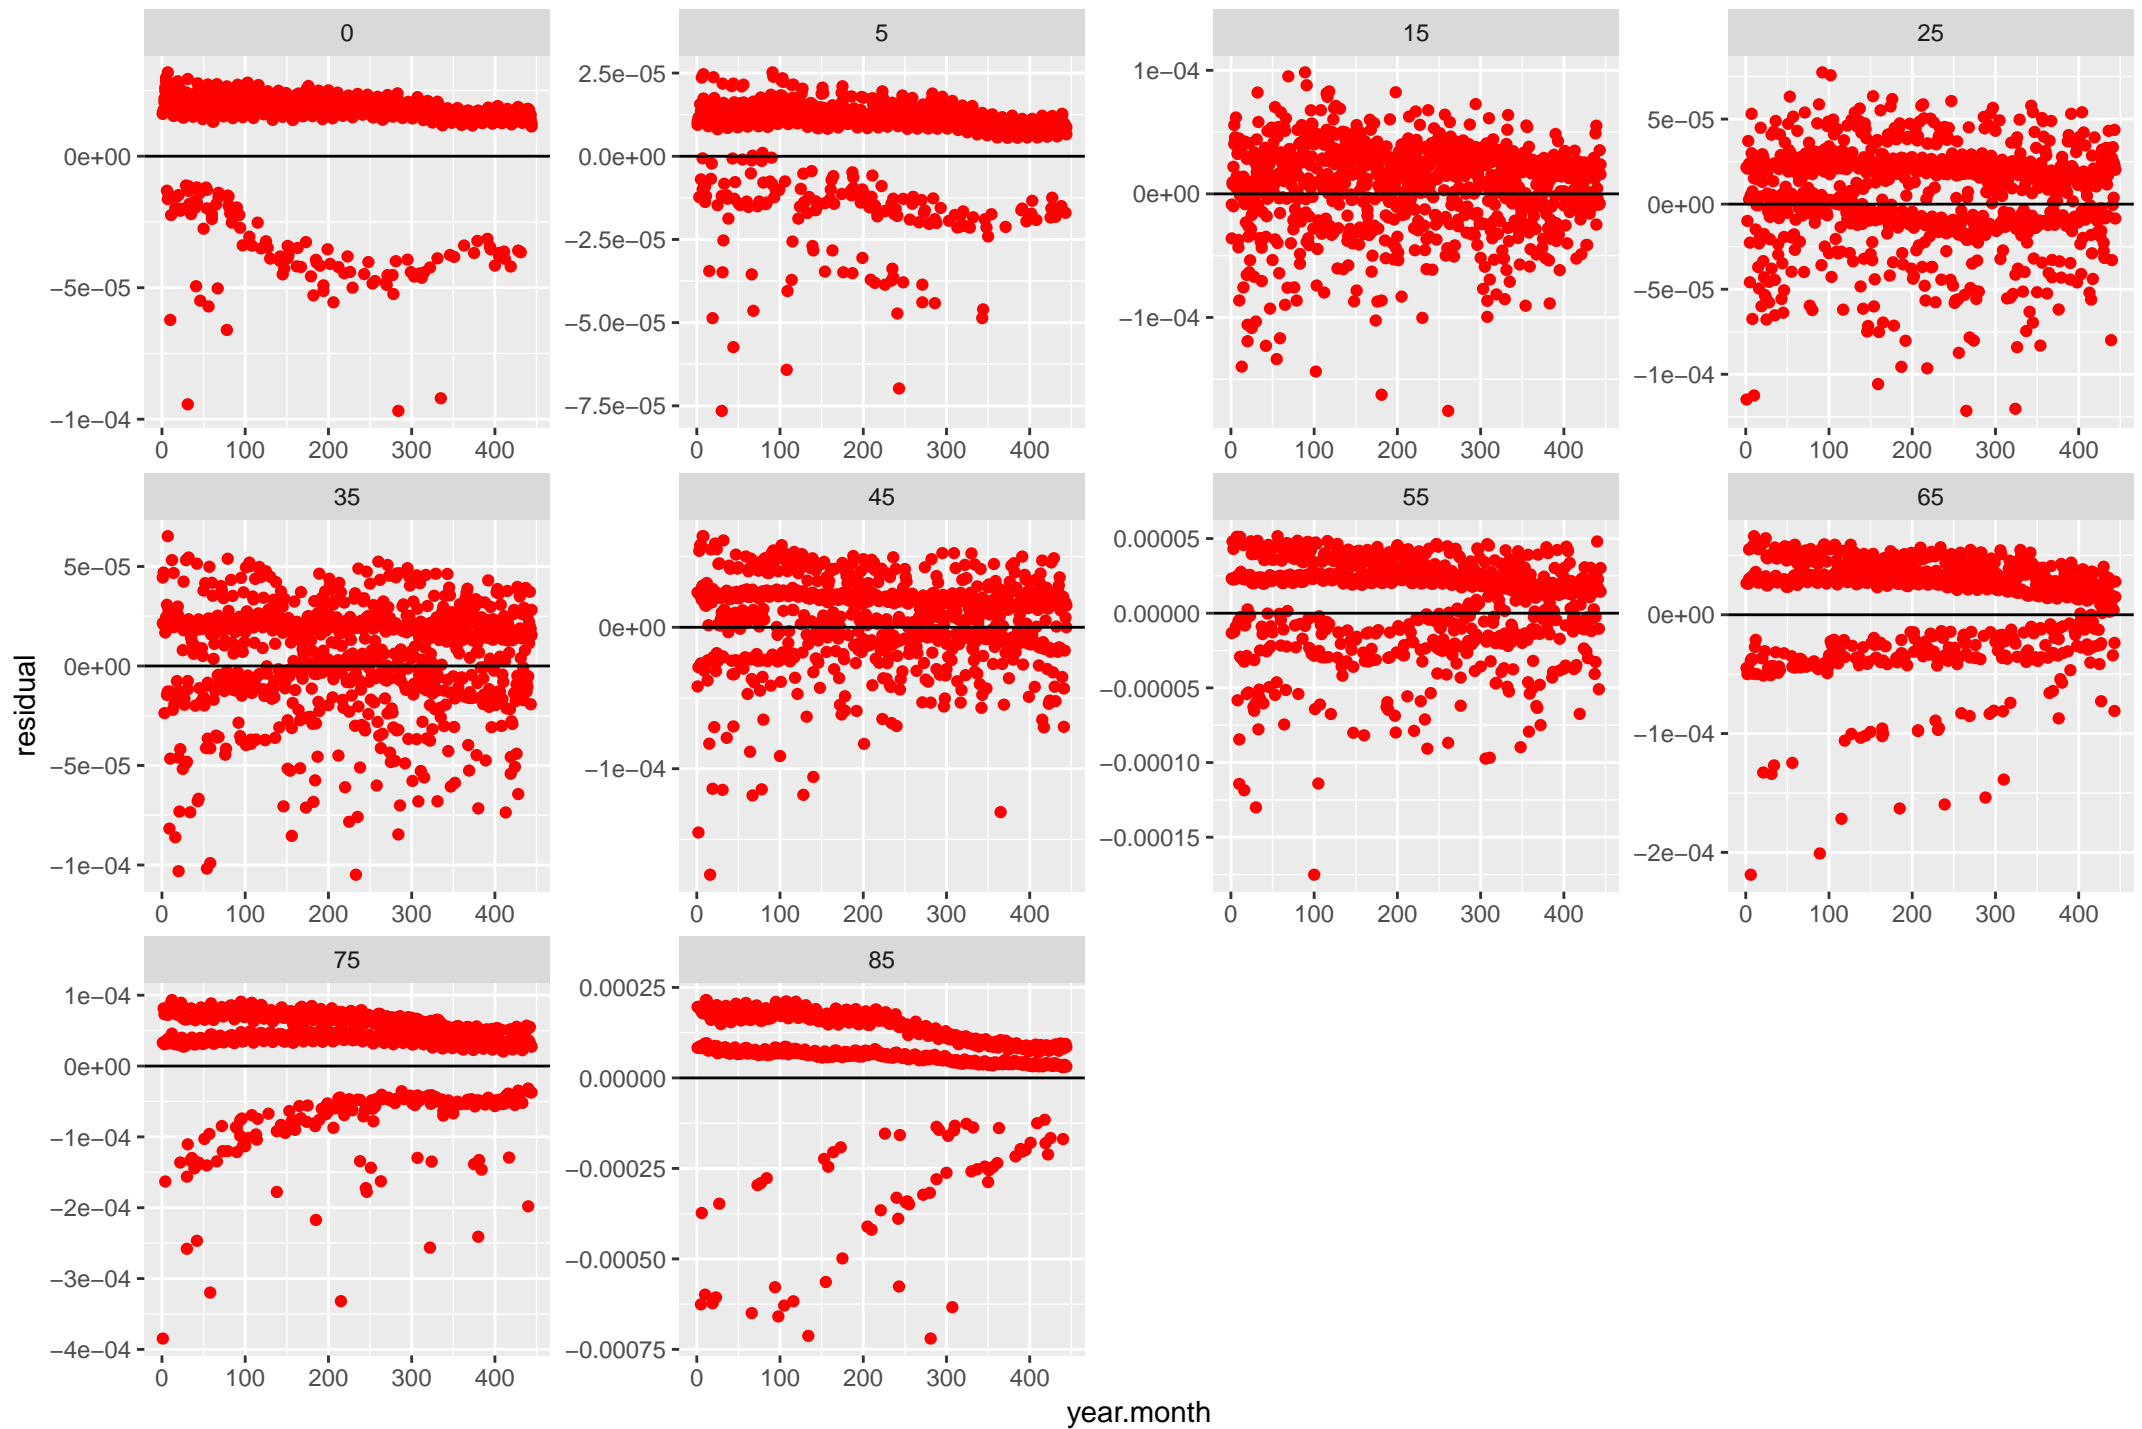 0 5 15 25
0e+00
−5e−05
−1e−04
0 100 200 300 400
2.5e−05
0.0e+00
−2.5e−05
−5.0e−05
−7.5e−05
0 100 200 300 400
1e−04
0e+00
−1e−04
0 100 200 300 400
5e−05
0e+00
−5e−05
−1e−04
0 100 200 300 400
35 45 55 65
5e−05
0e+00
−5e−05
−1e−04
0 100 200 300 400
0e+00
−1e−04
0 100 200 300 400
0.00005
0.00000
−0.00005
−0.00010
−0.00015
0 100 200 300 400
0e+00
−1e−04
−2e−04
0 100 200 300 400
75 85
1e−04
0e+00
−1e−04
−2e−04
−3e−04
−4e−04
0 100 200 300 400
0.00025
0.00000
−0.00025
−0.00050
−0.00075
0 100 200 300 400
residual
year.month